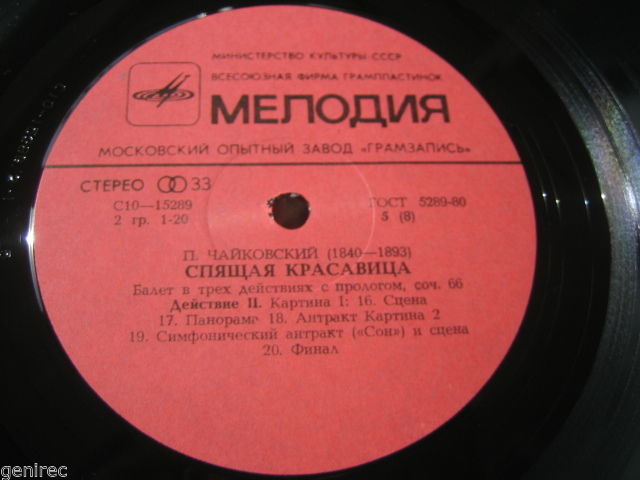 МИНИСТЕРСТВО КУЛЬТУРЫ СССР
ВСЕСОЮЗНАЯ ФИРМА ГРАМПЛАСТИНОК
МЕЛОДИЯ
МОСКОВСКИЙ ОПЫТНЫЙ ЗАВОД «ГРАМЗАПИСЬ»
СТЕРЕО 33
С10—15289 ГОСТ 5289-80
2 гр. 1-20 5 (8)
П. ЧАЙКОВСКИЙ (1840—1893)
СПЯЩАЯ КРАСАВИЦА
Балет в трех действиях с прологом, соч. 66
Действие II. Картина I: 16. Сцена
17. Панорама 18. Антракт Картина 2
19. Симфонический антракт («Сон») и сцена
20. Финал
genirec